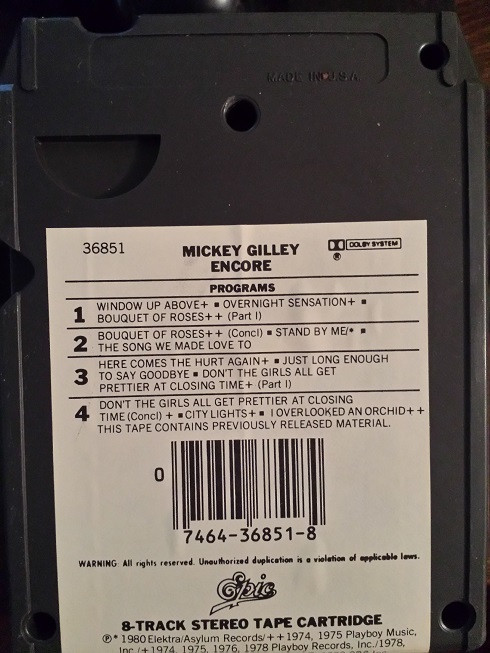 MADE IN U.S.A.
36851
MICKEY GILLEY
DOLBY SYSTEM
®
ENCORE
PROGRAMS
1 WINDOW UP ABOVE+ ■ OVERNIGHT SENSATION+ ■
BOUQUET OF ROSES++ (Part I)
2 BOUQUET OF ROSES++ (Concl) ■ STAND BY ME/* ■
THE SONG WE MADE LOVE TO
3 HERE COMES THE HURT AGAIN+ ■ JUST LONG ENOUGH
TO SAY GOODBYE ■ DON'T THE GIRLS ALL GET
PRETTIER AT CLOSING TIME+ (Part I)
4 DON'T THE GIRLS ALL GET PRETTIER AT CLOSING
TIME (Concl) + ■ CITY LIGHTS+ ■ I OVERLOOKED AN ORCHID++
THIS TAPE CONTAINS PREVIOUSLY RELEASED MATERIAL.
0
7464-36851-8
WARNING: All rights reserved. Unauthorized duplication is a violation of applicable laws.
Epic
8-TRACK STEREO TAPE CARTRIDGE
℗* 1980 Elektra/Asylum Records/++1974, 1975 Playboy Music,
Inc./+1974, 1975, 1976, 1978 Playboy Records, Inc./1978,